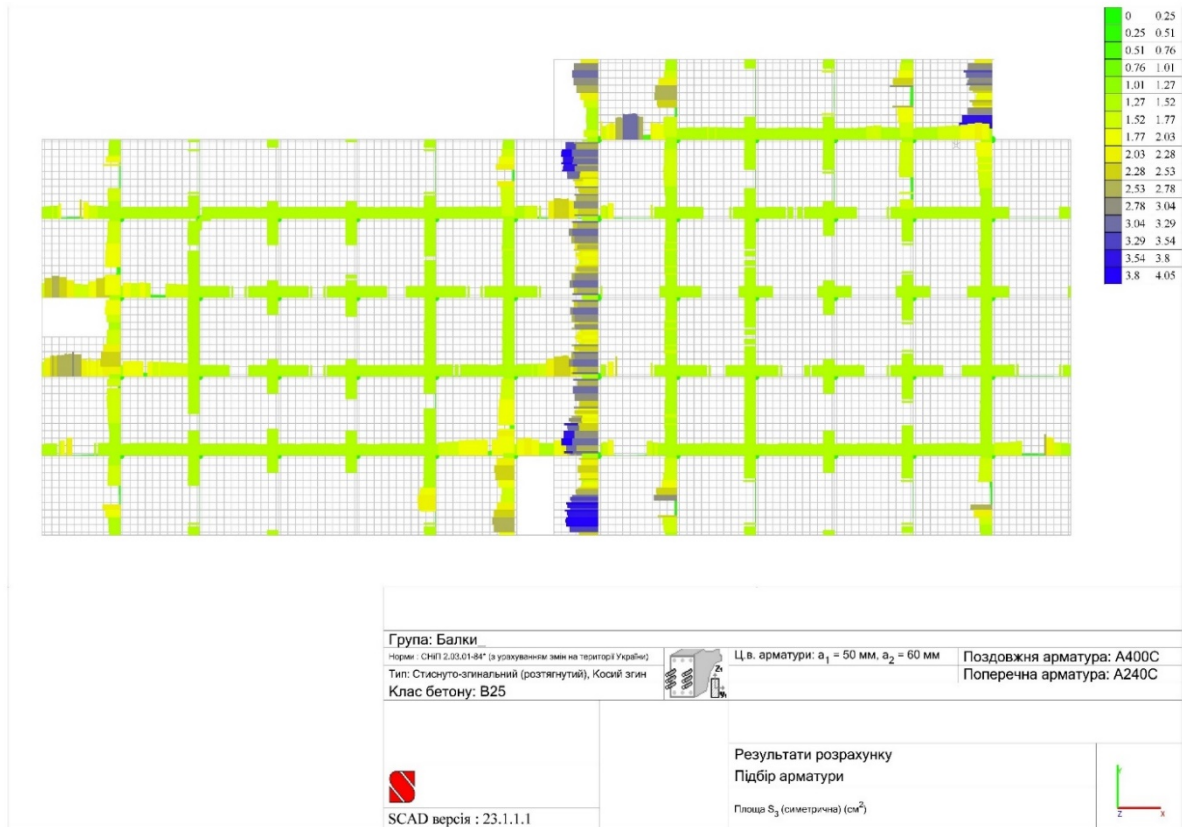 0 0.25
0.25 0.51
0.51 0.76
0.76 1.01
1.01 1.27
1.27 1.52
1.52 1.77
1.77 2.03
2.03 2.28
2.28 2.53
2.53 2.78
2.78 3.04
3.04 3.29
3.29 3.54
3.54 3.8
3.8 4.05
Група: Балки_
Норми : СНіП 2.03.01-84* (з урахуванням змін на території України)
Тип: Стиснуто-згинальний (розтягнутий), Косий згин
Клас бетону: B25
Ц.в. арматури: a₁ = 50 мм, a₂ = 60 мм
Поздовжня арматура: A400C
Поперечна арматура: A240C
Результати розрахунку
Підбір арматури
Площа S₃ (симетрична) (см²)
SCAD версія : 23.1.1.1
Y
Z X